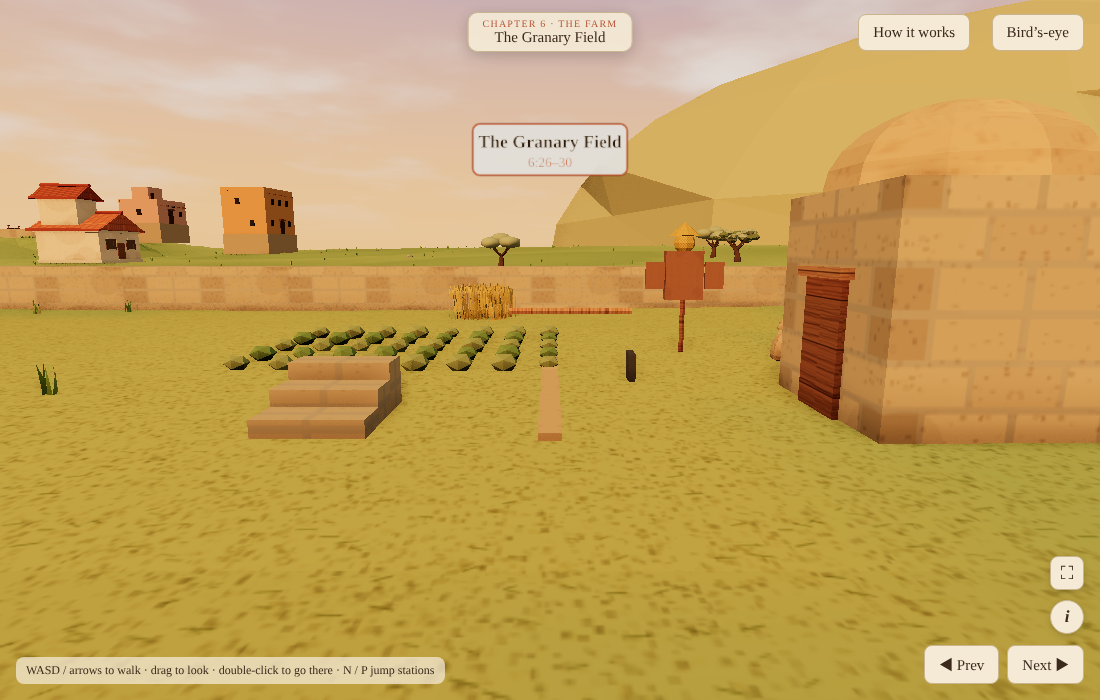 CHAPTER 6 · THE FARM
The Granary Field
How it works
Bird's-eye
The Granary Field
6:26–30
i
WASD / arrows to walk · drag to look · double-click to go there · N / P jump stations
◀ Prev
Next ▶